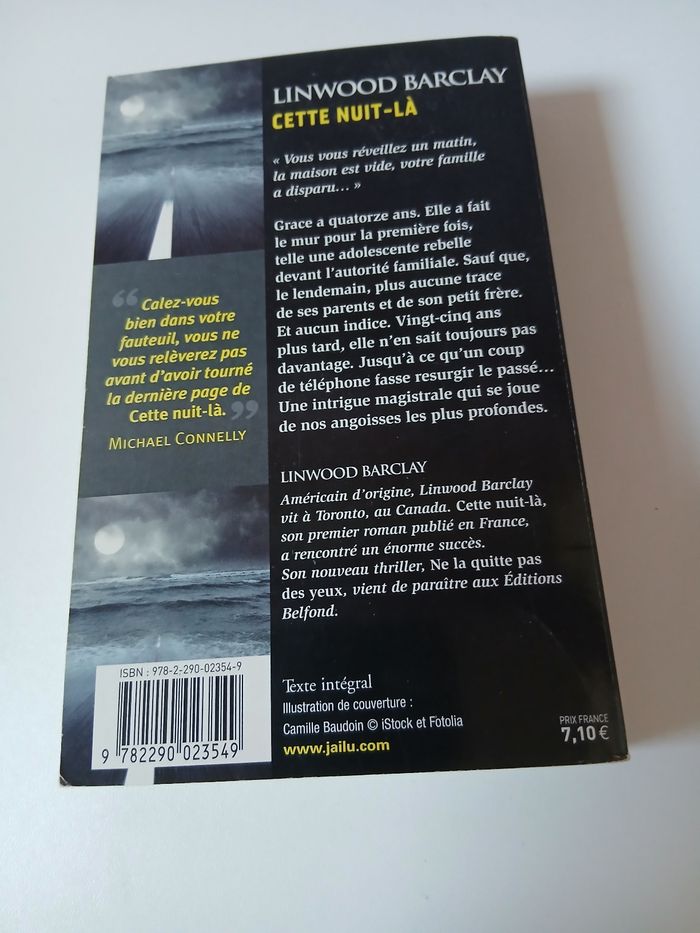 LINWOOD BARCLAY
CETTE NUIT-LÀ
« Vous vous réveillez un matin,
la maison est vide, votre famille
a disparu... »
Grace a quatorze ans. Elle a fait
le mur pour la première fois,
telle une adolescente rebelle
devant l'autorité familiale. Sauf que,
le lendemain, plus aucune trace
de ses parents et de son petit frère.
Et aucun indice. Vingt-cinq ans
plus tard, elle n'en sait toujours pas
davantage. Jusqu'à ce qu'un coup
de téléphone fasse resurgir le passé...
Une intrigue magistrale qui se joue
de nos angoisses les plus profondes.
“ Calez-vous
bien dans votre
fauteuil, vous ne
vous relèverez pas
avant d'avoir tourné
la dernière page de
Cette nuit-là. ”
MICHAEL CONNELLY
LINWOOD BARCLAY
Américain d'origine, Linwood Barclay
vit à Toronto, au Canada. Cette nuit-là,
son premier roman publié en France,
a rencontré un énorme succès.
Son nouveau thriller, Ne la quitte pas
des yeux, vient de paraître aux Éditions
Belfond.
ISBN : 978-2-290-02354-9
9 782290 023549
Texte intégral
Illustration de couverture :
Camille Baudoin © iStock et Fotolia
www.jailu.com
PRIX FRANCE
7,10 €